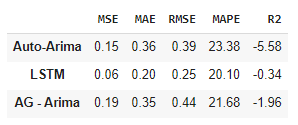 MSE MAE RMSE MAPE R2
Auto-Arima 0.15 0.36 0.39 23.38 -5.58
LSTM 0.06 0.20 0.25 20.10 -0.34
AG - Arima 0.19 0.35 0.44 21.68 -1.96